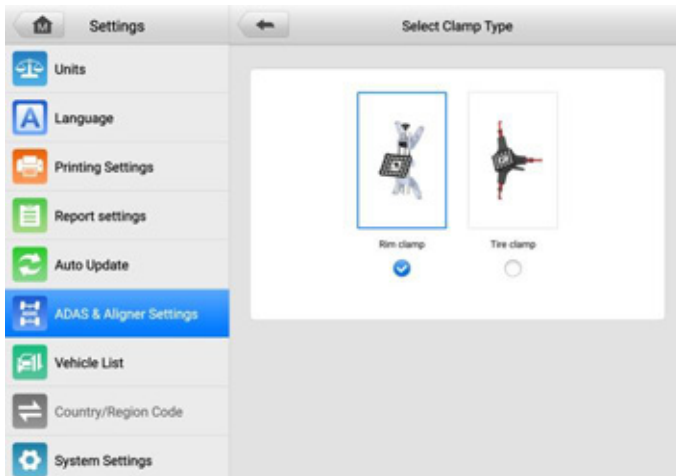 Settings
Select Clamp Type
Units
Language
Printing Settings
Report settings
Auto Update
ADAS & Aligner Settings
Vehicle List
Country/Region Code
System Settings
Rim clamp
Tire clamp